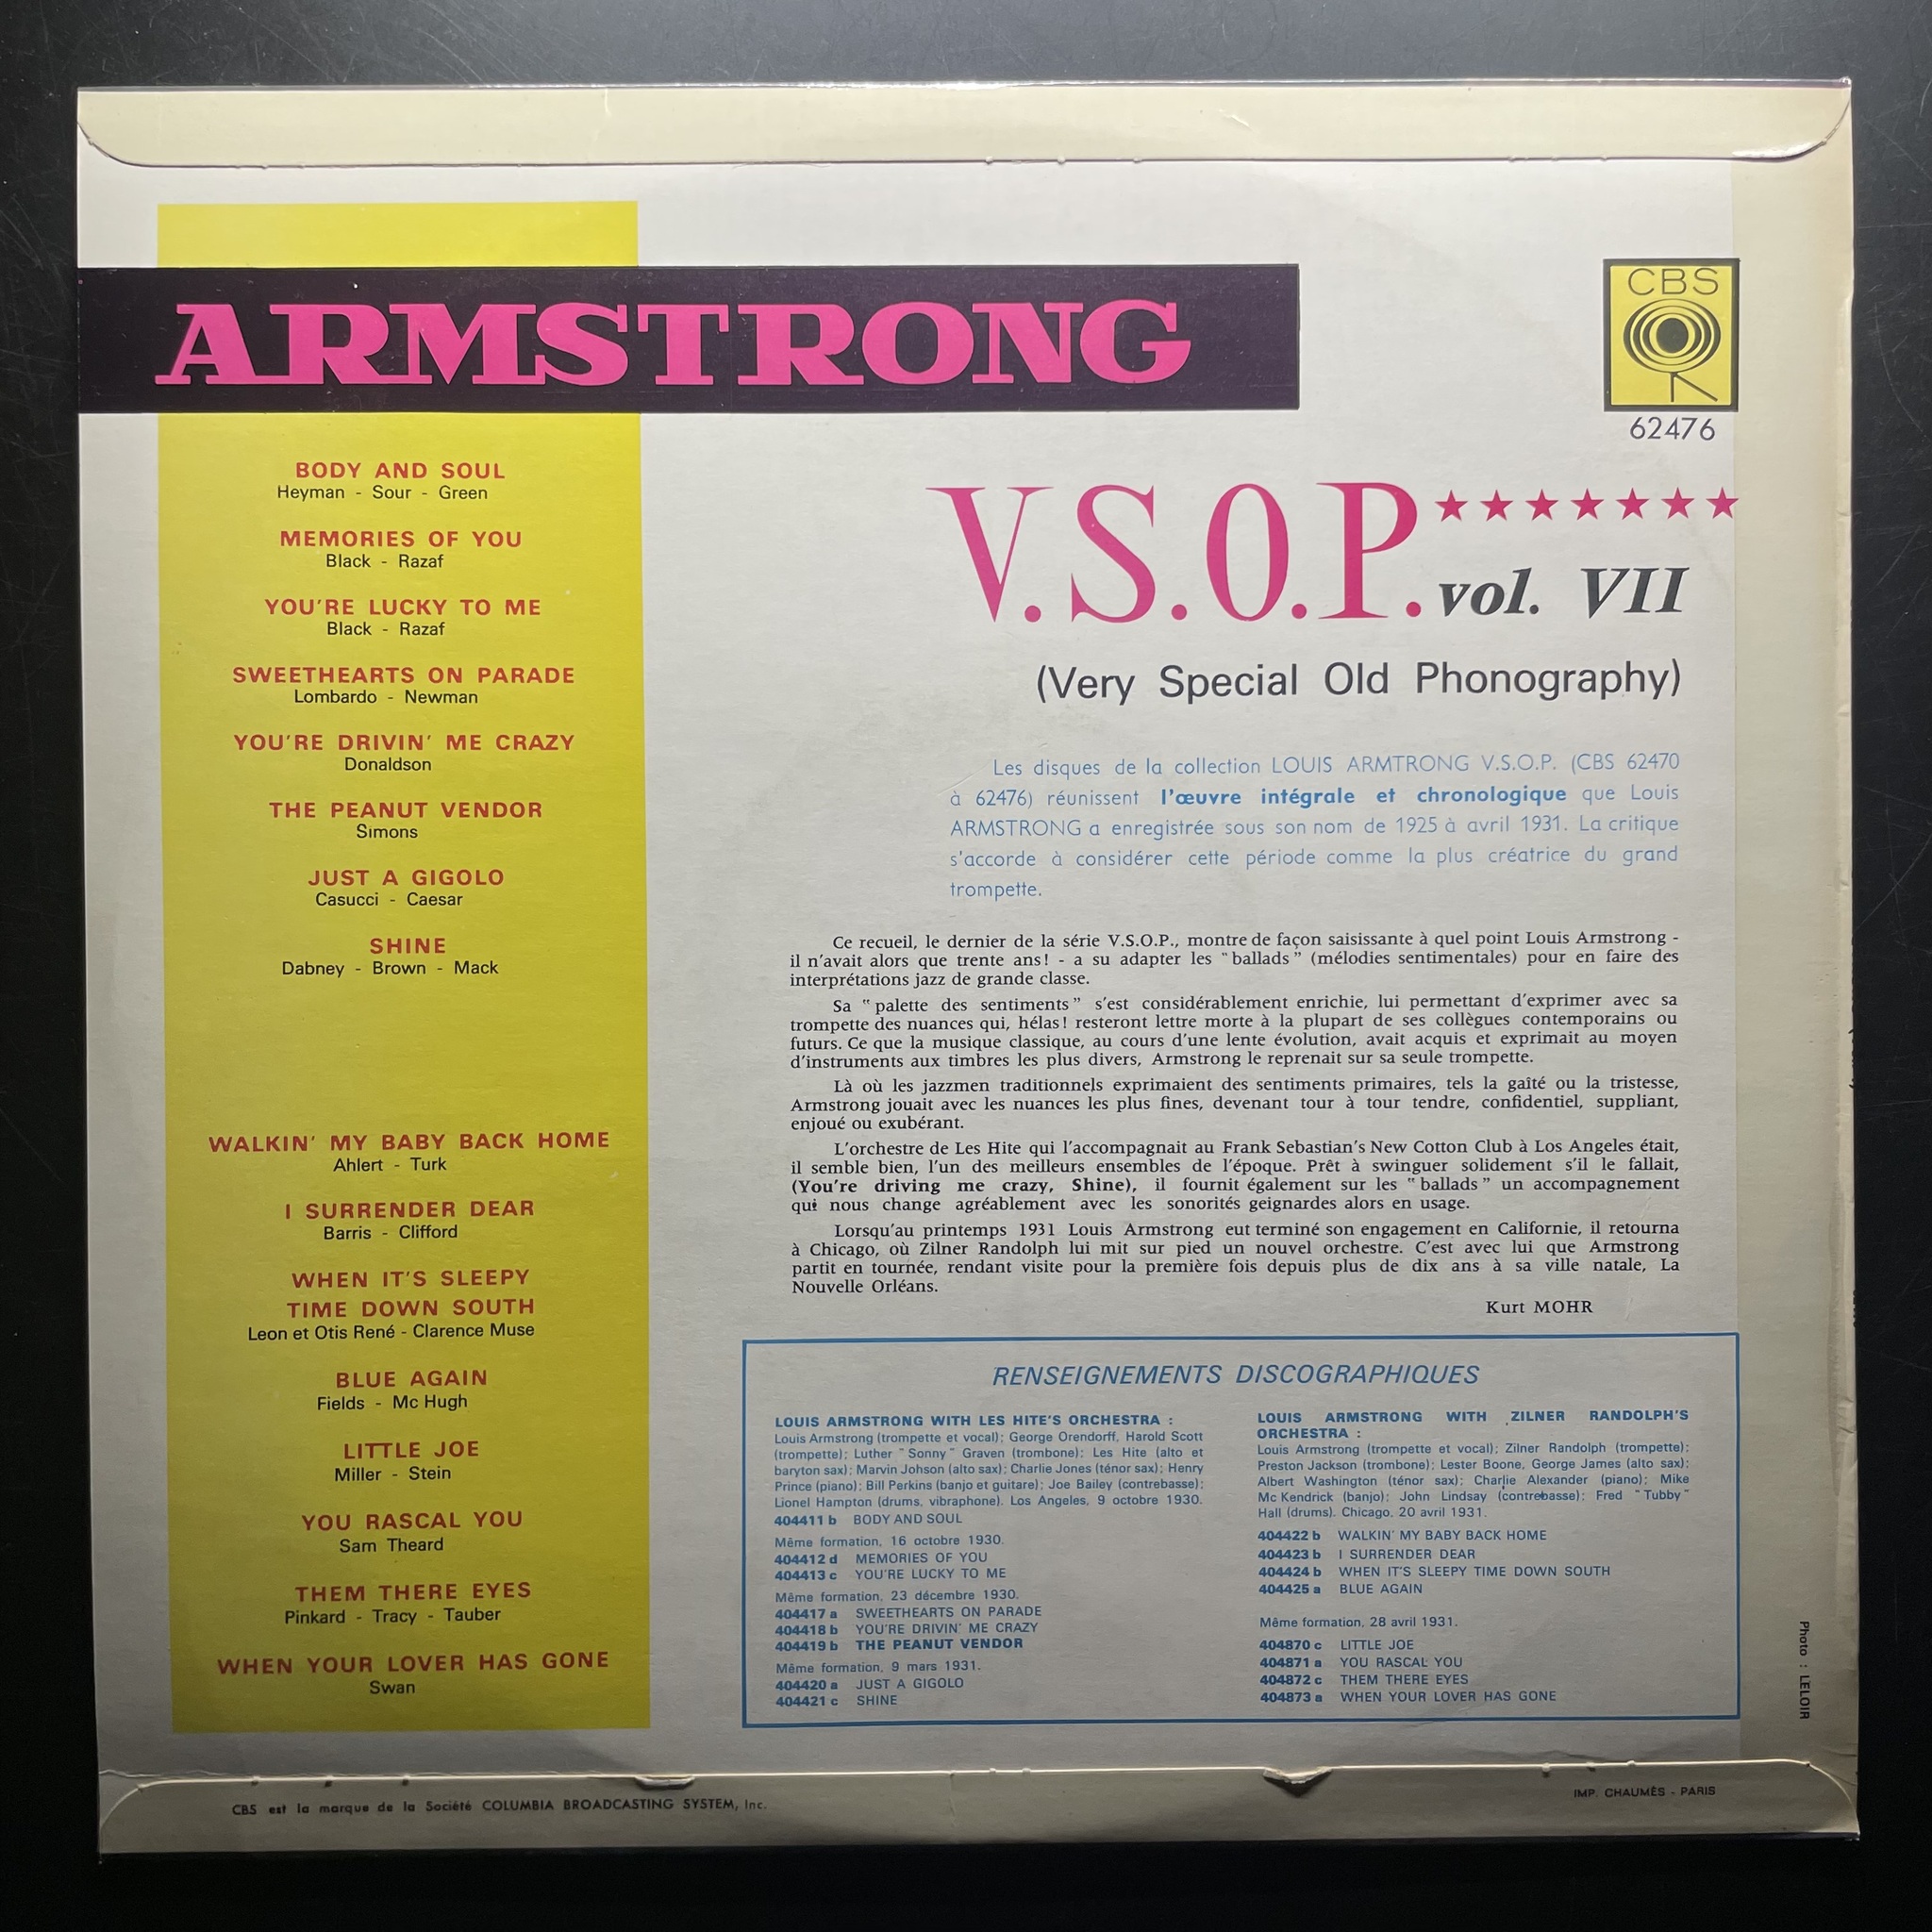 ARMSTRONG
CBS
62476
BODY AND SOUL
Heyman - Sour - Green
MEMORIES OF YOU
Black - Razaf
YOU'RE LUCKY TO ME
Black - Razaf
SWEETHEARTS ON PARADE
Lombardo - Newman
YOU'RE DRIVIN' ME CRAZY
Donaldson
THE PEANUT VENDOR
Simons
JUST A GIGOLO
Casucci - Caesar
SHINE
Dabney - Brown - Mack
WALKIN' MY BABY BACK HOME
Ahlert - Turk
I SURRENDER DEAR
Barris - Clifford
WHEN IT'S SLEEPY
TIME DOWN SOUTH
Leon et Otis René - Clarence Muse
BLUE AGAIN
Fields - Mc Hugh
LITTLE JOE
Miller - Stein
YOU RASCAL YOU
Sam Theard
THEM THERE EYES
Pinkard - Tracy - Tauber
WHEN YOUR LOVER HAS GONE
Swan
V.S.O.P.★★★★★★★
vol. VII
(Very Special Old Phonography)
Les disques de la collection LOUIS ARMTRONG V.S.O.P. (CBS 62470
à 62476) réunissent l'œuvre intégrale et chronologique que Louis
ARMSTRONG a enregistrée sous son nom de 1925 à avril 1931. La critique
s'accorde à considérer cette période comme la plus créatrice du grand
trompette.
Ce recueil, le dernier de la série V.S.O.P., montre de façon saisissante à quel point Louis Armstrong -
il n'avait alors que trente ans! - a su adapter les "ballads" (mélodies sentimentales) pour en faire des
interprétations jazz de grande classe.
Sa "palette des sentiments" s'est considérablement enrichie, lui permettant d'exprimer avec sa
trompette des nuances qui, hélas! resteront lettre morte à la plupart de ses collègues contemporains ou
futurs. Ce que la musique classique, au cours d'une lente évolution, avait acquis et exprimait au moyen
d'instruments aux timbres les plus divers, Armstrong le reprenait sur sa seule trompette.
Là où les jazzmen traditionnels exprimaient des sentiments primaires, tels la gaîté ou la tristesse,
Armstrong jouait avec les nuances les plus fines, devenant tour à tour tendre, confidentiel, suppliant,
enjoué ou exubérant.
L'orchestre de Les Hite qui l'accompagnait au Frank Sebastian's New Cotton Club à Los Angeles était,
il semble bien, l'un des meilleurs ensembles de l'époque. Prêt à swinguer solidement s'il le fallait,
(You're driving me crazy, Shine), il fournit également sur les "ballads" un accompagnement
qui nous change agréablement avec les sonorités geignardes alors en usage.
Lorsqu'au printemps 1931 Louis Armstrong eut terminé son engagement en Californie, il retourna
à Chicago, où Zilner Randolph lui mit sur pied un nouvel orchestre. C'est avec lui que Armstrong
partit en tournée, rendant visite pour la première fois depuis plus de dix ans à sa ville natale, La
Nouvelle Orléans.
Kurt MOHR
RENSEIGNEMENTS DISCOGRAPHIQUES
LOUIS ARMSTRONG WITH LES HITE'S ORCHESTRA :
Louis Armstrong (trompette et vocal); George Orendorff, Harold Scott
(trompette); Luther "Sonny" Graven (trombone); Les Hite (alto et
baryton sax); Marvin Johson (alto sax); Charlie Jones (ténor sax); Henry
Prince (piano); Bill Perkins (banjo et guitare); Joe Bailey (contrebasse);
Lionel Hampton (drums, vibraphone). Los Angeles, 9 octobre 1930.
404411 b BODY AND SOUL
Même formation, 16 octobre 1930.
404412 d MEMORIES OF YOU
404413 c YOU'RE LUCKY TO ME
Même formation, 23 décembre 1930.
404417 a SWEETHEARTS ON PARADE
404418 b YOU'RE DRIVIN' ME CRAZY
404419 b THE PEANUT VENDOR
Même formation, 9 mars 1931.
404420 a JUST A GIGOLO
404421 c SHINE
LOUIS ARMSTRONG WITH ZILNER RANDOLPH'S
ORCHESTRA :
Louis Armstrong (trompette et vocal); Zilner Randolph (trompette);
Preston Jackson (trombone); Lester Boone, George James (alto sax);
Albert Washington (ténor sax); Charlie Alexander (piano); Mike
Mc Kendrick (banjo); John Lindsay (contrebasse); Fred "Tubby"
Hall (drums). Chicago, 20 avril 1931.
404422 b WALKIN' MY BABY BACK HOME
404423 b I SURRENDER DEAR
404424 b WHEN IT'S SLEEPY TIME DOWN SOUTH
404425 a BLUE AGAIN
Même formation, 28 avril 1931.
404870 c LITTLE JOE
404871 a YOU RASCAL YOU
404872 c THEM THERE EYES
404873 a WHEN YOUR LOVER HAS GONE
Photo : LELOIR
CBS est la marque de la Société COLUMBIA BROADCASTING SYSTEM, Inc.
IMP. CHAUMÈS - PARIS